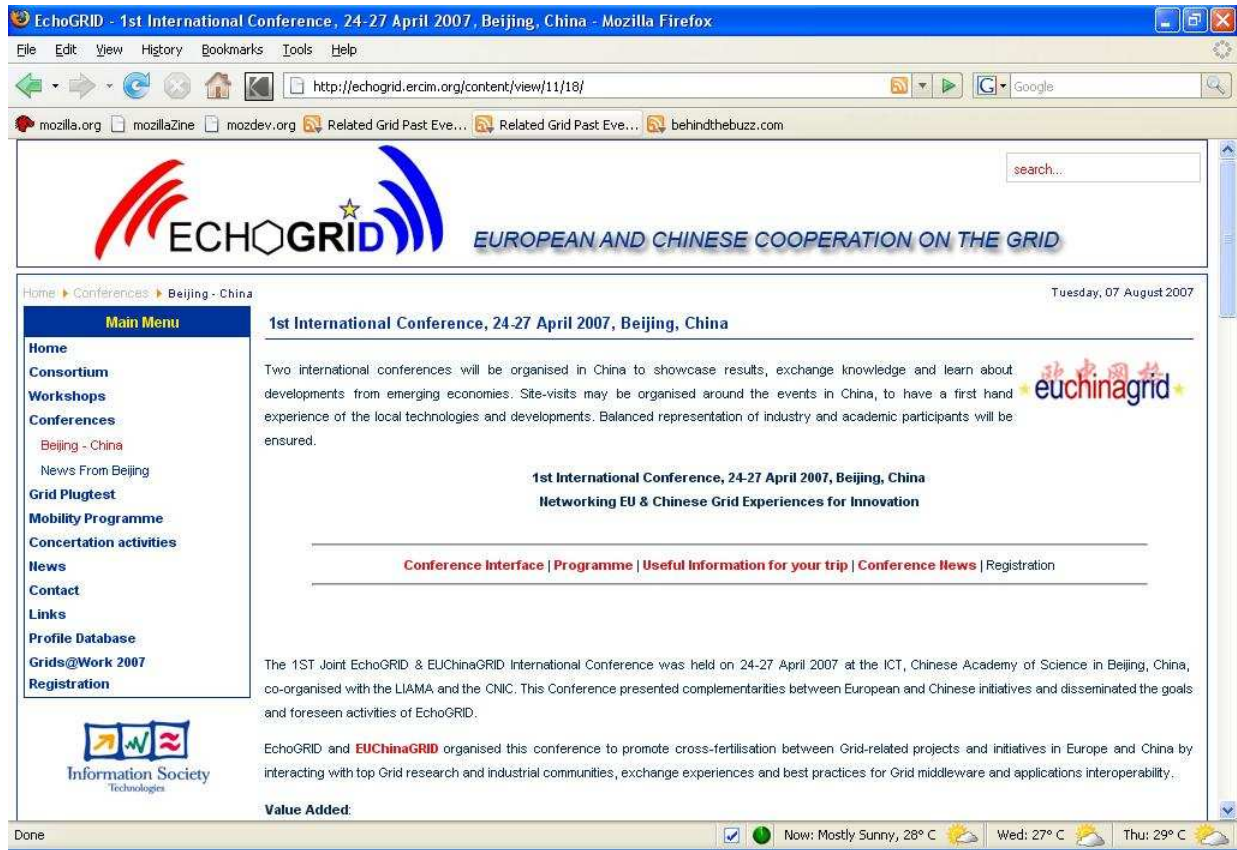 EchoGRID - 1st International Conference, 24-27 April 2007, Beijing, China - Mozilla Firefox
File Edit View History Bookmarks Tools Help
http://echogrid.ercim.org/content/view/11/18/
G Google
mozilla.org mozillaZine mozdev.org Related Grid Past Eve... Related Grid Past Eve... behindthebuzz.com
search...
ECHOGRID
EUROPEAN AND CHINESE COOPERATION ON THE GRID
Home Conferences Beijing - China
Tuesday, 07 August 2007
Main Menu
Home
Consortium
Workshops
Conferences
Beijing - China
News From Beijing
Grid Plugtest
Mobility Programme
Concertation activities
News
Contact
Links
Profile Database
Grids@Work 2007
Registration
Information Society
Technologies
1st International Conference, 24-27 April 2007, Beijing, China
Two international conferences will be organised in China to showcase results, exchange knowledge and learn about
developments from emerging economies. Site-visits may be organised around the events in China, to have a first hand
experience of the local technologies and developments. Balanced representation of industry and academic participants will be
ensured.
欧中网格
euchinagrid
1st International Conference, 24-27 April 2007, Beijing, China
Networking EU & Chinese Grid Experiences for Innovation
Conference Interface | Programme | Useful Information for your trip | Conference News | Registration
The 1ST Joint EchoGRID & EUChinaGRID International Conference was held on 24-27 April 2007 at the ICT, Chinese Academy of Science in Beijing, China,
co-organised with the LIAMA and the CNIC. This Conference presented complementarities between European and Chinese initiatives and disseminated the goals
and foreseen activities of EchoGRID.
EchoGRID and EUChinaGRID organised this conference to promote cross-fertilisation between Grid-related projects and initiatives in Europe and China by
interacting with top Grid research and industrial communities, exchange experiences and best practices for Grid middleware and applications interoperability.
Value Added:
Done
Now: Mostly Sunny, 28° C Wed: 27° C Thu: 29° C